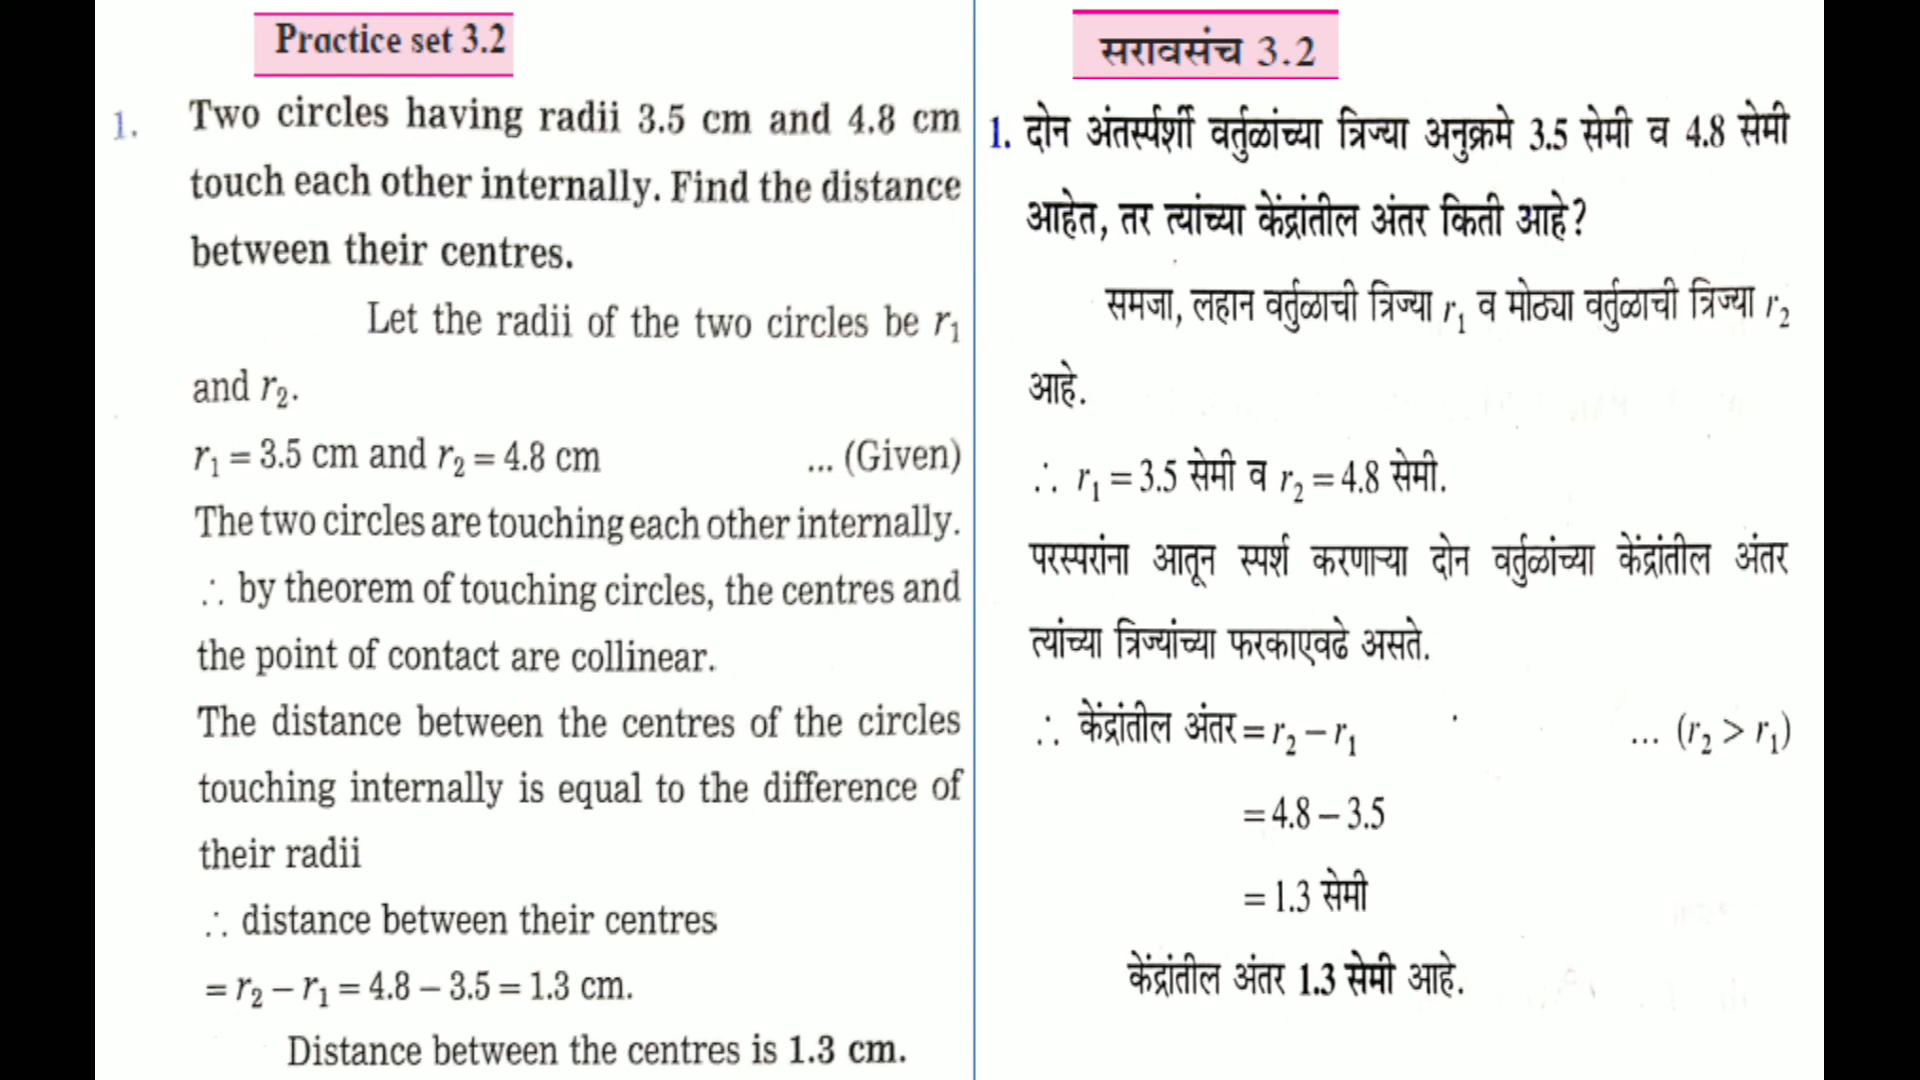 Practice set 3.2
1. Two circles having radii 3.5 cm and 4.8 cm
touch each other internally. Find the distance
between their centres.
Let the radii of the two circles be r₁
and r₂.
r₁ = 3.5 cm and r₂ = 4.8 cm ... (Given)
The two circles are touching each other internally.
∴ by theorem of touching circles, the centres and
the point of contact are collinear.
The distance between the centres of the circles
touching internally is equal to the difference of
their radii
∴ distance between their centres
= r₂ – r₁ = 4.8 – 3.5 = 1.3 cm.
Distance between the centres is 1.3 cm.
सरावसंच 3.2
1. दोन अंतर्स्पर्शी वर्तुळांच्या त्रिज्या अनुक्रमे 3.5 सेमी व 4.8 सेमी
आहेत, तर त्यांच्या केंद्रांतील अंतर किती आहे?
समजा, लहान वर्तुळाची त्रिज्या r₁ व मोठ्या वर्तुळाची त्रिज्या r₂
आहे.
∴ r₁ = 3.5 सेमी व r₂ = 4.8 सेमी.
परस्परांना आतून स्पर्श करणाऱ्या दोन वर्तुळांच्या केंद्रांतील अंतर
त्यांच्या त्रिज्यांच्या फरकाएवढे असते.
∴ केंद्रांतील अंतर = r₂ – r₁ ... (r₂ > r₁)
= 4.8 – 3.5
= 1.3 सेमी
केंद्रांतील अंतर 1.3 सेमी आहे.